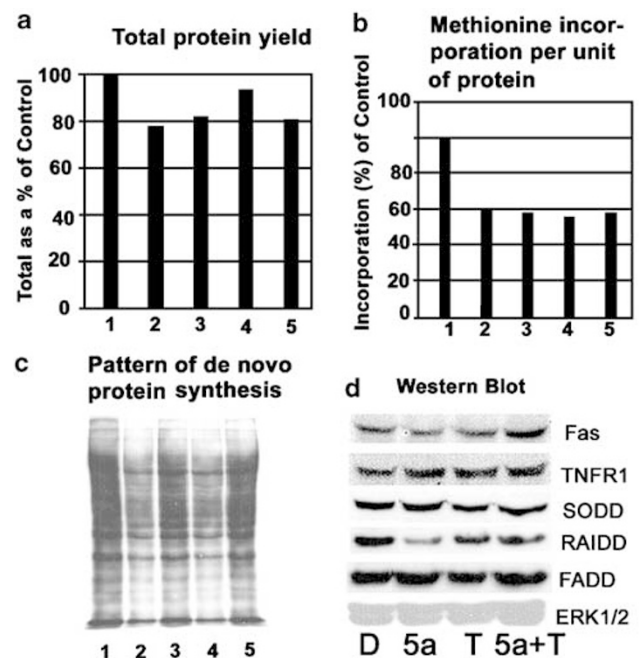 a
Total protein yield
Total as a % of Control
100
80
60
40
20
0
1 2 3 4 5
b
Methionine incor-
poration per unit
of protein
Incorporation (%) of Control
100
80
60
40
20
0
1 2 3 4 5
c
Pattern of de novo
protein synthesis
1 2 3 4 5
d
Western Blot
Fas
TNFR1
SODD
RAIDD
FADD
ERK1/2
D 5a T 5a+T